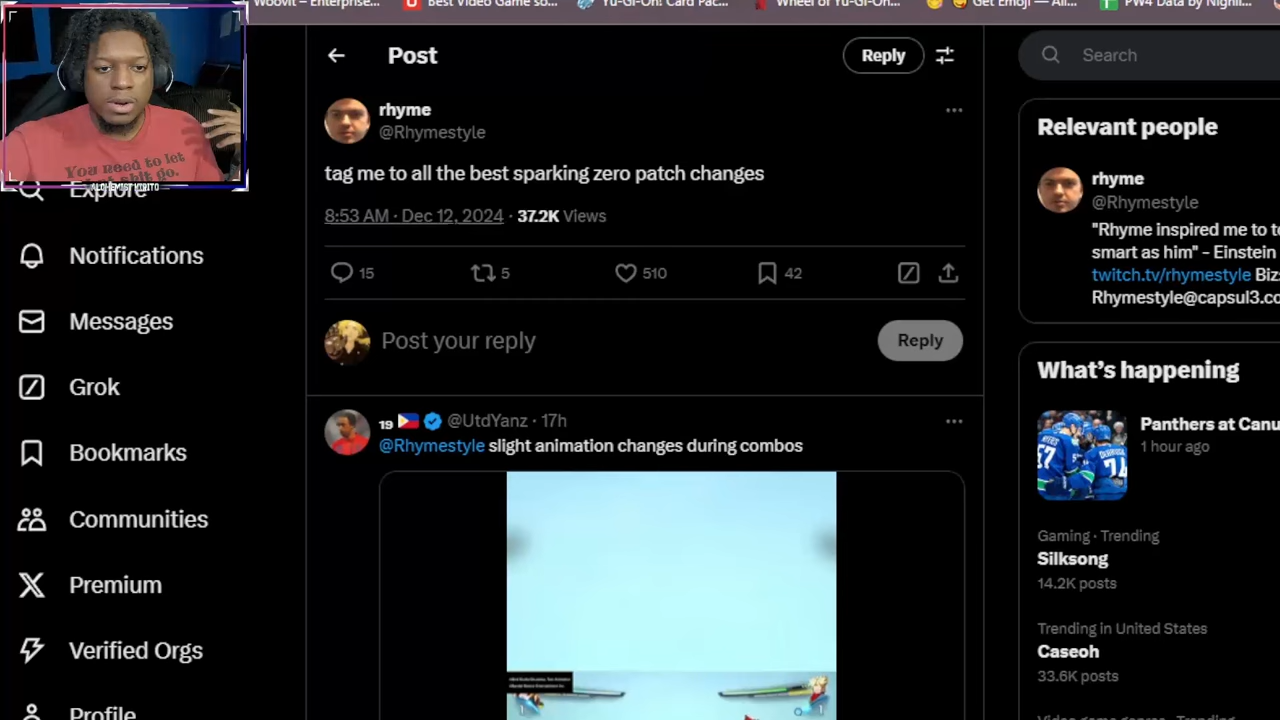 Woovit – Enterprise...
Best Video Game so...
Yu-Gi-Oh! Card Pac...
Wheel of Yu-Gi-On...
Get Emoji — All...
PW4 Data by Nighli...
You need to let
that shit go.
ALCHEMIST KIRITO
Explore
Notifications
Messages
Grok
Bookmarks
Communities
Premium
Verified Orgs
Profile
Post
Reply
rhyme
@Rhymestyle
tag me to all the best sparking zero patch changes
8:53 AM · Dec 12, 2024 · 37.2K Views
15
5
510
42
Post your reply
Reply
19 @UtdYanz · 17h
@Rhymestyle slight animation changes during combos
Search
Relevant people
rhyme
@Rhymestyle
"Rhyme inspired me to te
smart as him" – Einstein
twitch.tv/rhymestyle Biz:
Rhymestyle@capsul3.co
What's happening
Panthers at Canu
1 hour ago
Gaming · Trending
Silksong
14.2K posts
Trending in United States
Caseoh
33.6K posts